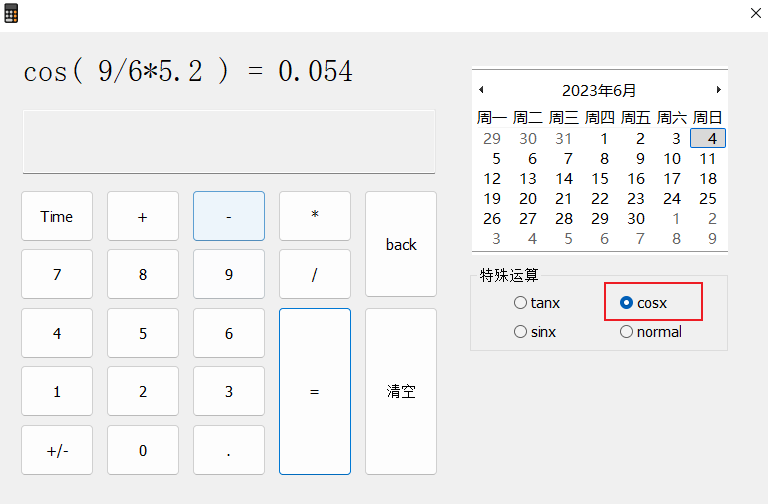 cos( 9/6*5.2 ) = 0.054
2023年6月
周一 周二 周三 周四 周五 周六 周日
29 30 31 1 2 3 4
5 6 7 8 9 10 11
12 13 14 15 16 17 18
19 20 21 22 23 24 25
26 27 28 29 30 1 2
3 4 5 6 7 8 9
Time + - * back
7 8 9 /
4 5 6 = 清空
1 2 3
+/- 0 .
特殊运算
tanx cosx
sinx normal